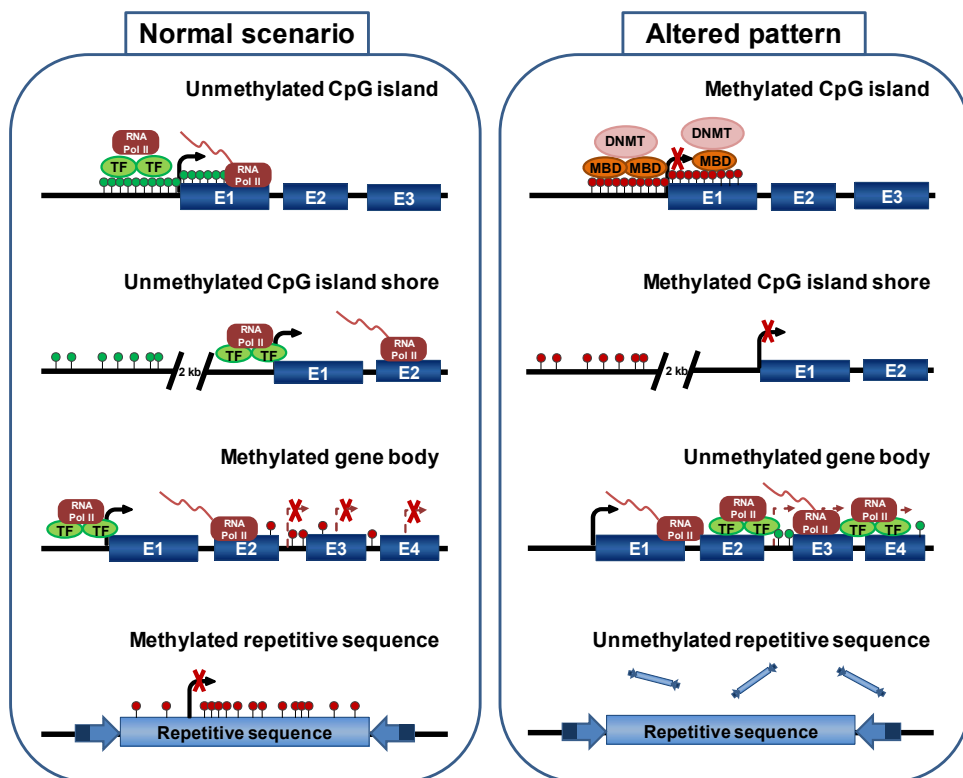 Normal scenario
Unmethylated CpG island
RNA
Pol II
TF
TF
RNA
Pol II
E1
E2
E3
Unmethylated CpG island shore
RNA
Pol II
TF
TF
RNA
Pol II
2 kb
E1
E2
Methylated gene body
RNA
Pol II
TF
TF
RNA
Pol II
E1
E2
E3
E4
Methylated repetitive sequence
Repetitive sequence
Altered pattern
Methylated CpG island
DNMT
DNMT
MBD
MBD
MBD
E1
E2
E3
Methylated CpG island shore
2 kb
E1
E2
Unmethylated gene body
RNA
Pol II
RNA
Pol II
TF
TF
RNA
Pol II
RNA
Pol II
TF
TF
E1
E2
E3
E4
Unmethylated repetitive sequence
Repetitive sequence